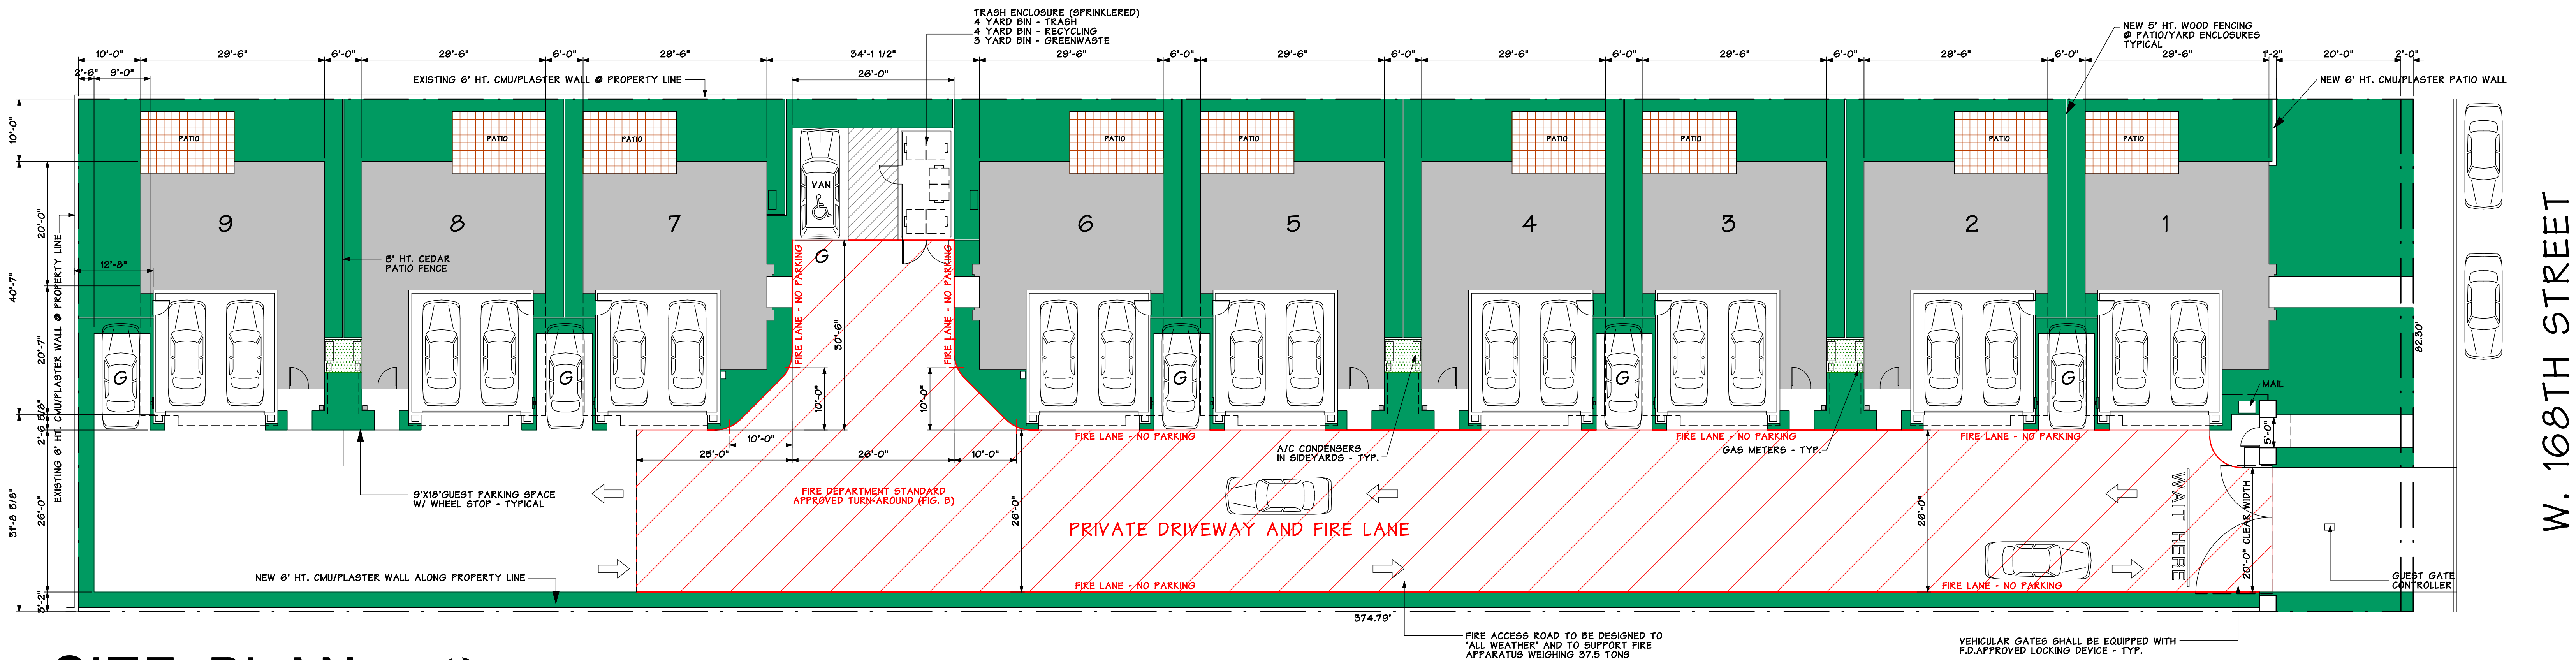 TRASH ENCLOSURE (SPRINKLERED)
4 YARD BIN - TRASH
4 YARD BIN - RECYCLING
3 YARD BIN - GREENWASTE
NEW 5' HT. WOOD FENCING
@ PATIO/YARD ENCLOSURES
TYPICAL
10'-0" 29'-6" 6'-0" 29'-6" 6'-0" 29'-6" 34'-1 1/2" 29'-6" 6'-0" 29'-6" 6'-0" 29'-6" 6'-0" 29'-6" 6'-0" 29'-6" 6'-0" 29'-6" 1'-2" 20'-0" 2'-0"
2'-6" 9'-0"
EXISTING 6' HT. CMU/PLASTER WALL @ PROPERTY LINE
26'-0"
NEW 6' HT. CMU/PLASTER PATIO WALL
10'-0"
PATIO PATIO PATIO PATIO PATIO PATIO PATIO PATIO PATIO
VAN
9 8 7 6 5 4 3 2 1
20'-0"
40'-7"
12'-8"
5' HT. CEDAR
PATIO FENCE
G
FIRE LANE - NO PARKING
FIRE LANE - NO PARKING
30'-6"
EXISTING 6' HT. CMU/PLASTER WALL @ PROPERTY LINE
20'-7"
G G G G G
82.30'
W. 168TH STREET
MAIL
10'-0" 10'-0"
2'-6 5/8"
5'-0"
10'-0"
25'-0" 26'-0" 10'-0"
FIRE LANE - NO PARKING
FIRE LANE - NO PARKING
FIRE LANE - NO PARKING
A/C CONDENSERS
IN SIDEYARDS - TYP.
GAS METERS - TYP.
9'X18'GUEST PARKING SPACE
W/ WHEEL STOP - TYPICAL
FIRE DEPARTMENT STANDARD
APPROVED TURN-AROUND (FIG. B)
26'-0"
31'-8 5/8"
26'-0"
PRIVATE DRIVEWAY AND FIRE LANE
26'-0"
WAIT HERE
20'-0" CLEAR WIDTH
NEW 6' HT. CMU/PLASTER WALL ALONG PROPERTY LINE
FIRE LANE - NO PARKING
FIRE LANE - NO PARKING
GUEST GATE
CONTROLLER
374.79'
FIRE ACCESS ROAD TO BE DESIGNED TO
'ALL WEATHER' AND TO SUPPORT FIRE
APPARATUS WEIGHING 37.5 TONS
VEHICULAR GATES SHALL BE EQUIPPED WITH
F.D.APPROVED LOCKING DEVICE - TYP.
SITE PLAN